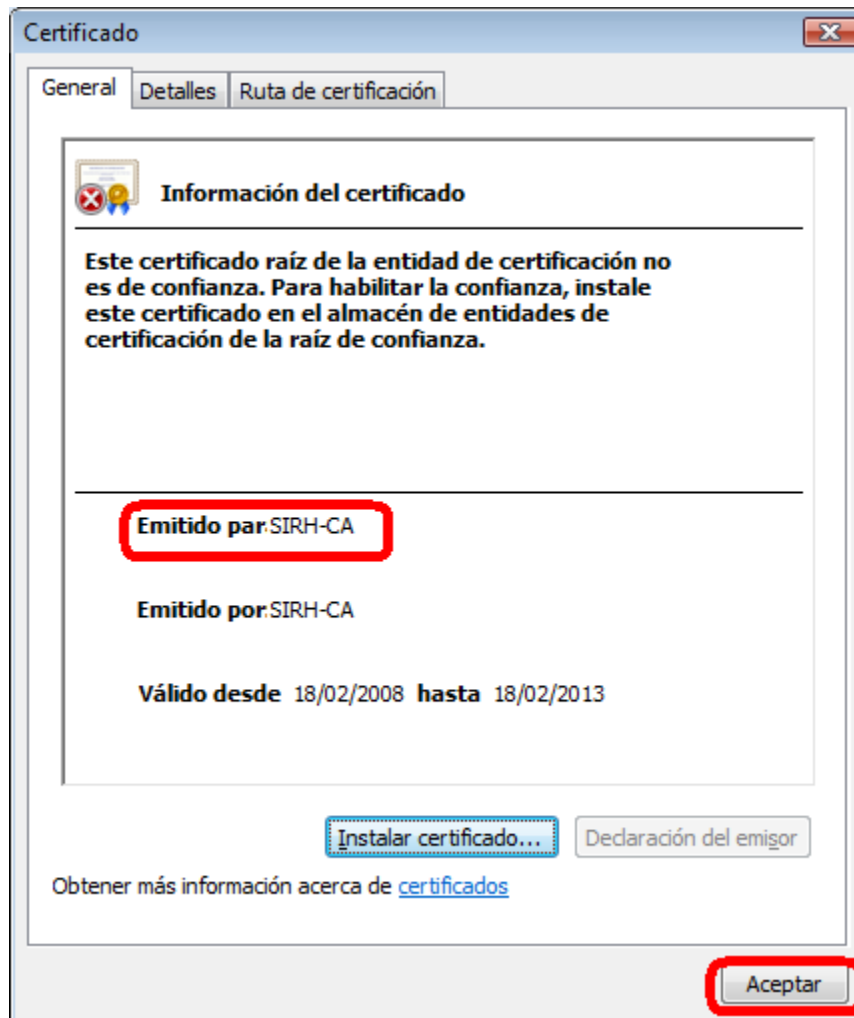 Certificado
General Detalles Ruta de certificación
Información del certificado
Este certificado raíz de la entidad de certificación no
es de confianza. Para habilitar la confianza, instale
este certificado en el almacén de entidades de
certificación de la raíz de confianza.
Emitido par SIRH-CA
Emitido por SIRH-CA
Válido desde 18/02/2008 hasta 18/02/2013
Instalar certificado... Declaración del emisor
Obtener más información acerca de certificados
Aceptar